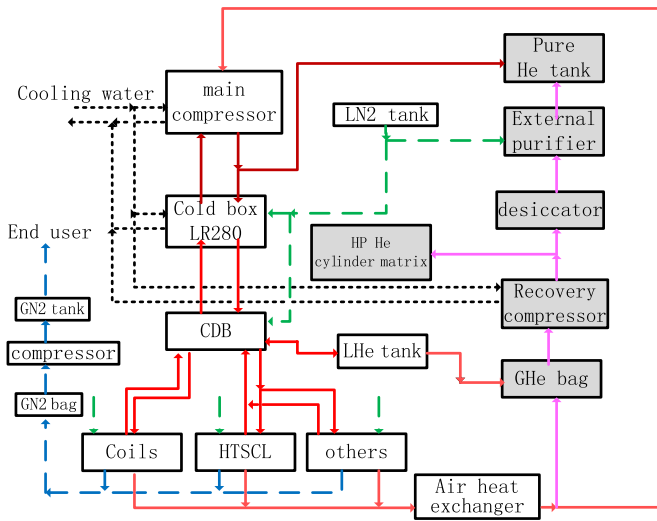 Pure
He tank
main
compressor
Cooling water
LN2 tank
External
purifier
Cold box
LR280
desiccator
End user
HP He
cylinder matrix
GN2 tank
Recovery
compressor
CDB
compressor
LHe tank
GHe bag
GN2 bag
Coils
HTSCL
others
Air heat
exchanger